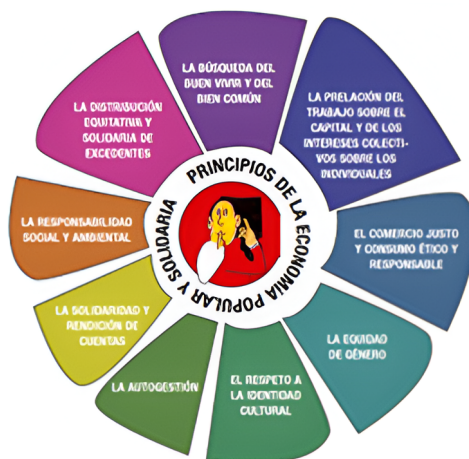 PRINCIPIOS DE LA ECONOMIA POPULAR Y SOLIDARIA
LA BÚSQUEDA DEL
BUEN VIVIR Y DEL
BIEN COMÚN
LA PRELACIÓN DEL
TRABAJO SOBRE EL
CAPITAL Y DE LOS
INTERESES COLECTI-
VOS SOBRE LOS
INDIVIDUALES
EL COMERCIO JUSTO
Y CONSUMO ÉTICO Y
RESPONSABLE
LA EQUIDAD
DE GÉNERO
EL RESPETO A
LA IDENTIDAD
CULTURAL
LA AUTOGESTIÓN
LA SOLIDARIDAD Y
RENDICIÓN DE
CUENTAS
LA RESPONSABILIDAD
SOCIAL Y AMBIENTAL
LA DISTRIBUCIÓN
EQUITATIVA Y
SOLIDARIA DE
EXCEDENTES